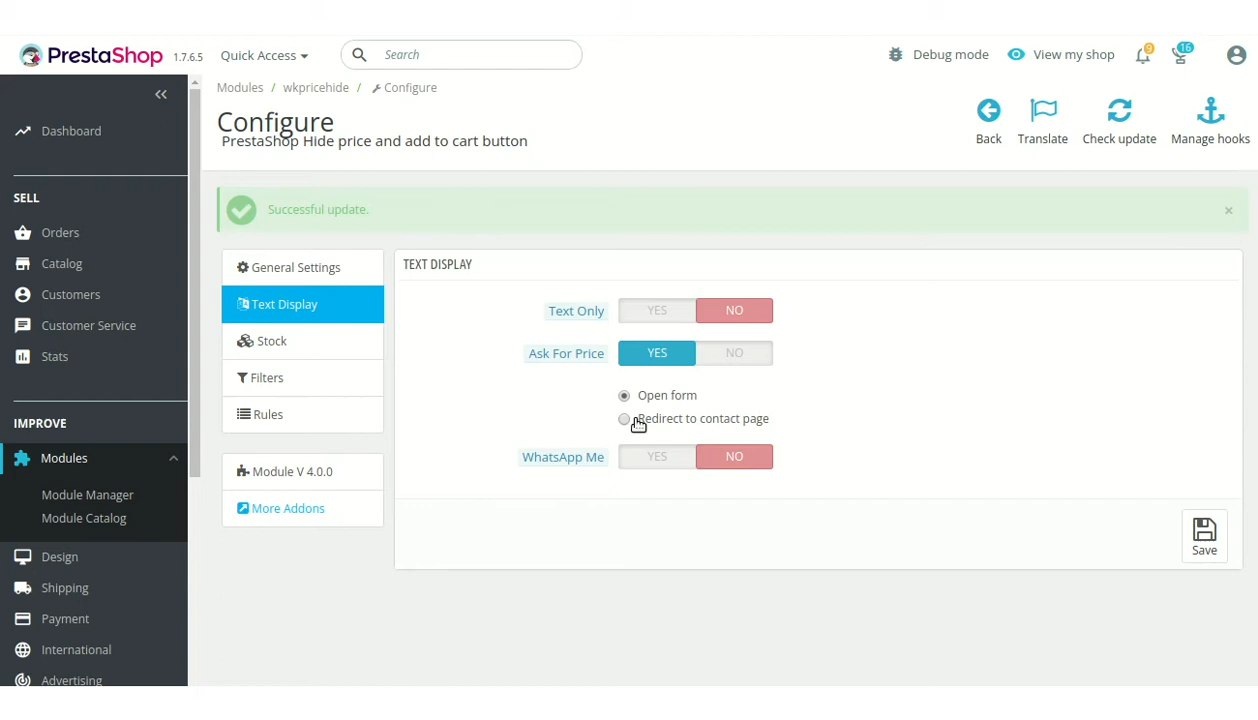 PrestaShop 1.7.6.5 Quick Access Search Debug mode View my shop 9 16
Modules / wkpricehide / Configure
Configure
PrestaShop Hide price and add to cart button
Back Translate Check update Manage hooks
Dashboard
SELL
Orders
Catalog
Customers
Customer Service
Stats
IMPROVE
Modules
Module Manager
Module Catalog
Design
Shipping
Payment
International
Advertising
Successful update. ×
General Settings
Text Display
Stock
Filters
Rules
Module V 4.0.0
More Addons
TEXT DISPLAY
Text Only YES NO
Ask For Price YES NO
Open form
Redirect to contact page
WhatsApp Me YES NO
Save